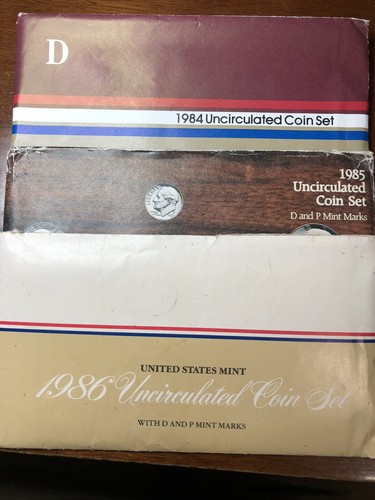 D
1984 Uncirculated Coin Set
1985
Uncirculated
Coin Set
D and P Mint Marks
UNITED STATES MINT
1986 Uncirculated Coin Set
WITH D AND P MINT MARKS